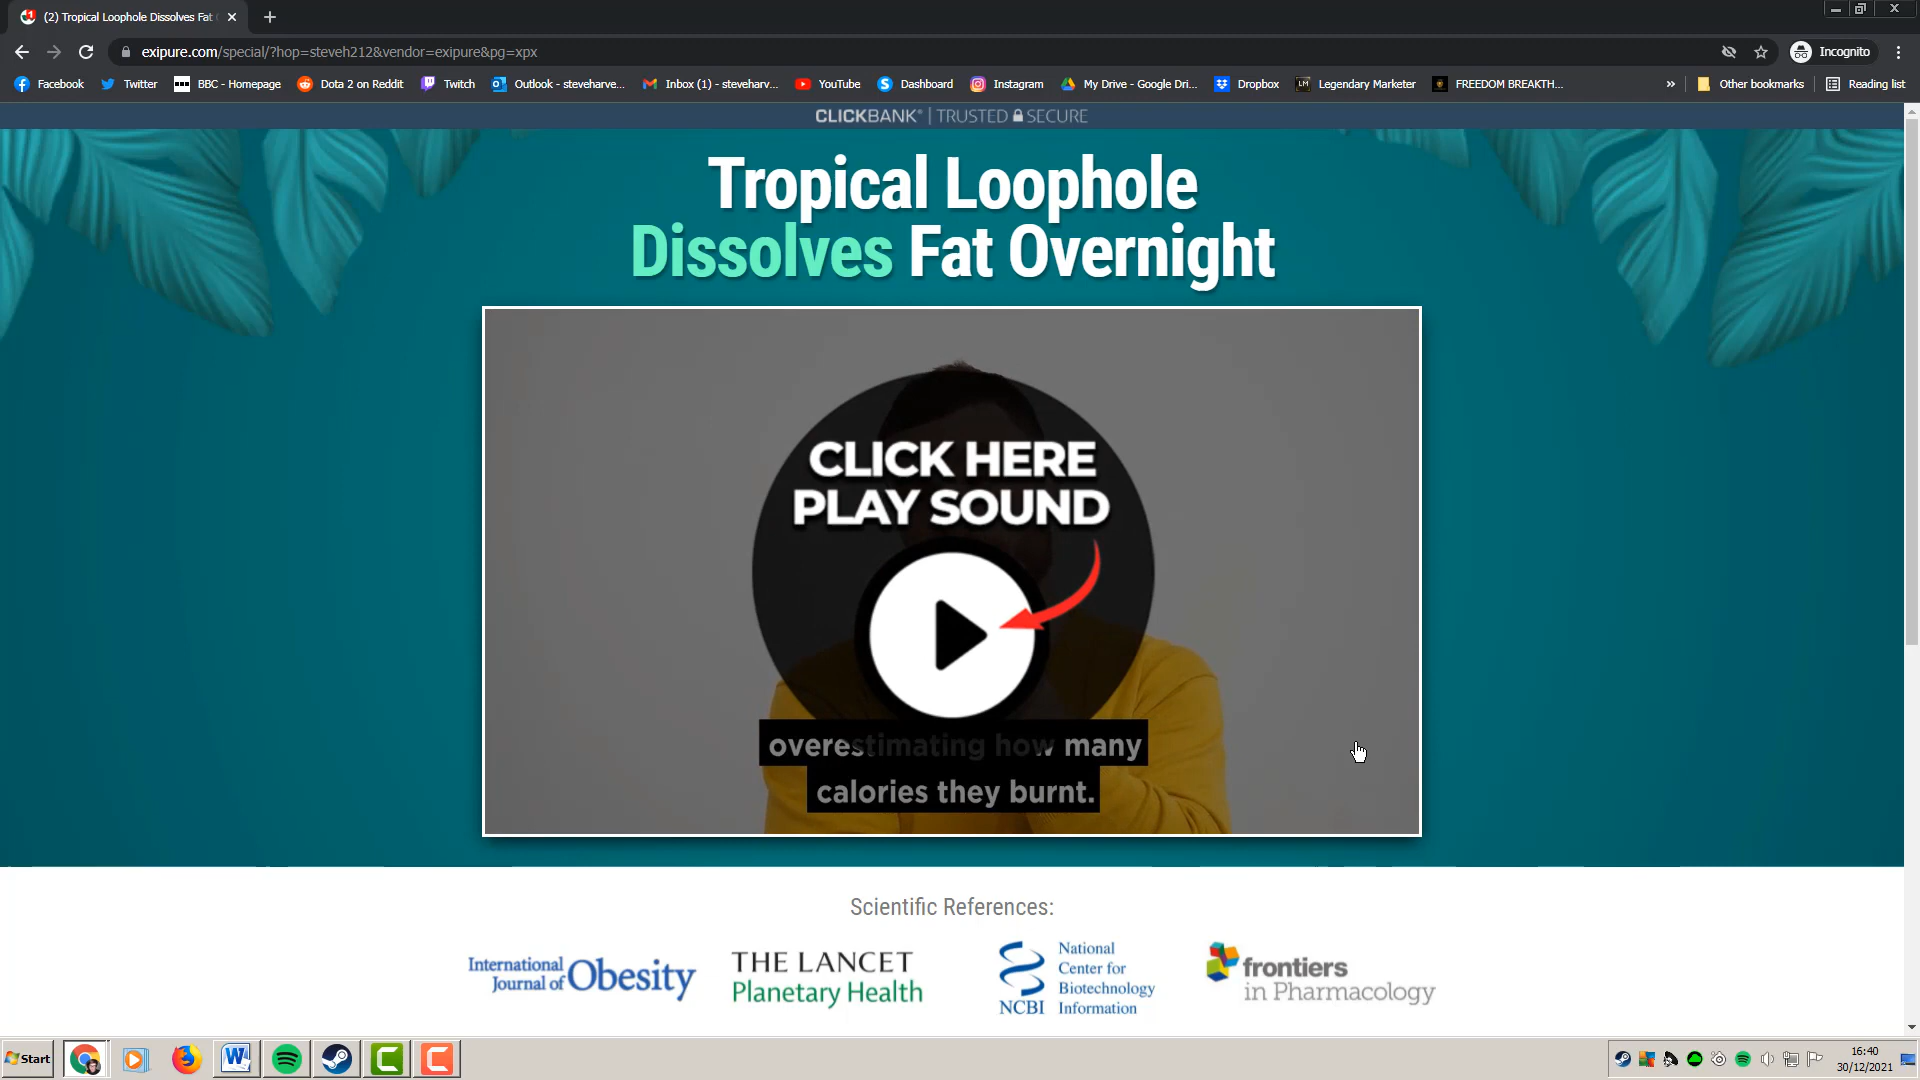 (2) Tropical Loophole Dissolves Fat
exipure.com/special/?hop=steveh212&vendor=exipure&pg=xpx
Incognito
Facebook
Twitter
BBC - Homepage
Dota 2 on Reddit
Twitch
Outlook - steveharve...
Inbox (1) - steveharv...
YouTube
Dashboard
Instagram
My Drive - Google Dri...
Dropbox
LM
Legendary Marketer
FREEDOM BREAKTH...
»
Other bookmarks
Reading list
CLICKBANK® | TRUSTED SECURE
Tropical Loophole
Dissolves Fat Overnight
CLICK HERE
PLAY SOUND
overestimating how many
calories they burnt.
Scientific References:
International
Journal of Obesity
THE LANCET
Planetary Health
National
Center for
Biotechnology
Information
NCBI
frontiers
in Pharmacology
Start
16:40
30/12/2021